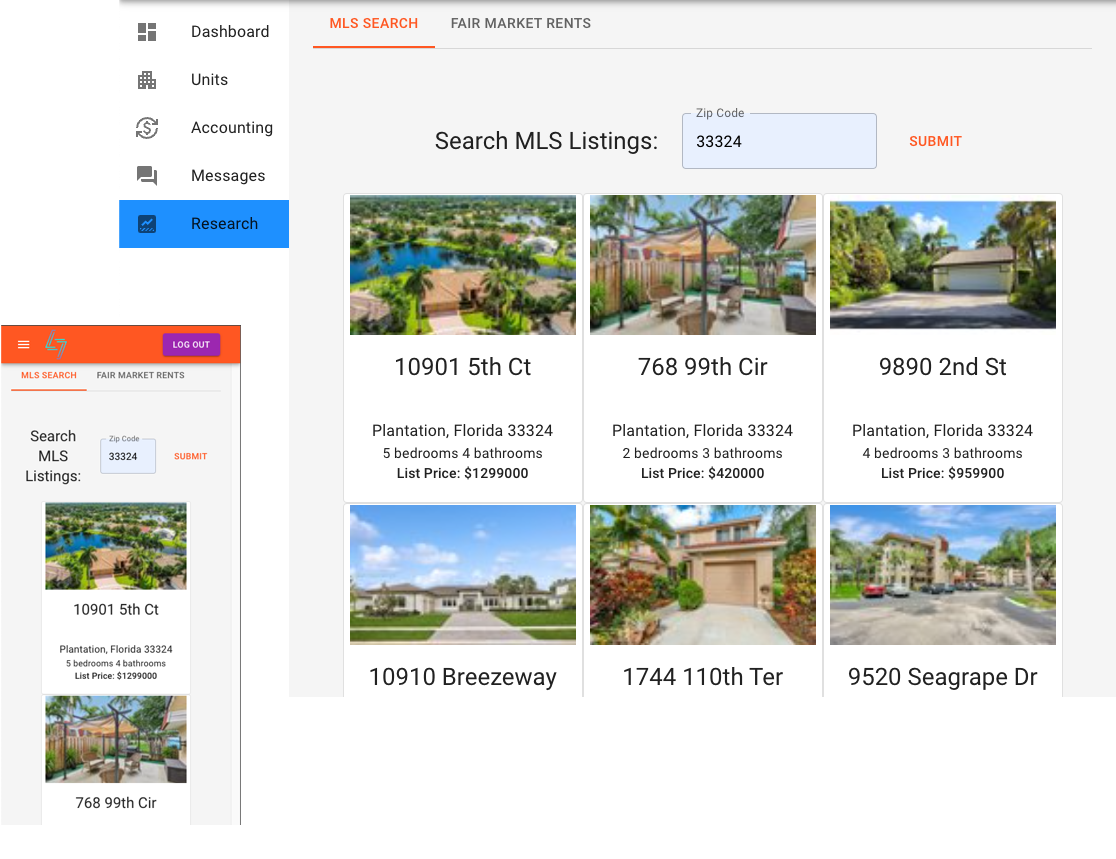 Dashboard
Units
Accounting
Messages
Research
MLS SEARCH
FAIR MARKET RENTS
Search MLS Listings:
Zip Code
33324
SUBMIT
10901 5th Ct
Plantation, Florida 33324
5 bedrooms 4 bathrooms
List Price: $1299000
768 99th Cir
Plantation, Florida 33324
2 bedrooms 3 bathrooms
List Price: $420000
9890 2nd St
Plantation, Florida 33324
4 bedrooms 3 bathrooms
List Price: $959900
10910 Breezeway
1744 110th Ter
9520 Seagrape Dr
LOG OUT
MLS SEARCH
FAIR MARKET RENTS
Search
MLS
Listings:
Zip Code
33324
SUBMIT
10901 5th Ct
Plantation, Florida 33324
5 bedrooms 4 bathrooms
List Price: $1299000
768 99th Cir